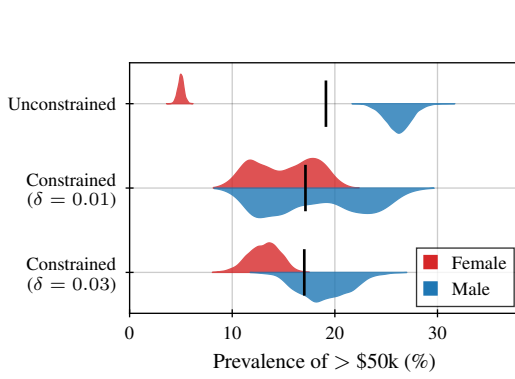 Unconstrained
Constrained
(δ = 0.01)
Constrained
(δ = 0.03)
Female
Male
0 10 20 30
Prevalence of > $50k (%)